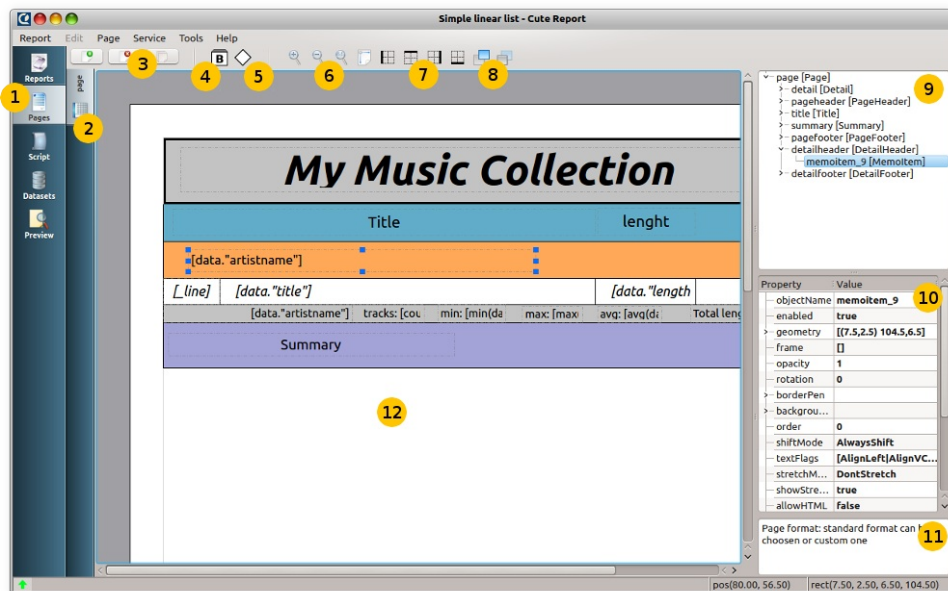 Simple linear list - Cute Report
Report Edit Page Service Tools Help
3
B
4
5
6
7
8
Reports
1
Pages
page
2
Script
Datasets
Preview
My Music Collection
Title lenght
[data."artistname"]
[_line] [data."title"] [data."length
[data."artistname"] tracks: [cou min: [min(da max: [max( avg: [avg(da Total leng
Summary
12
page [Page]
9
detail [Detail]
pageheader [PageHeader]
title [Title]
summary [Summary]
pagefooter [PageFooter]
detailheader [DetailHeader]
memoitem_9 [MemoItem]
detailfooter [DetailFooter]
Property Value
10
objectName memoitem_9
enabled true
geometry [(7.5,2.5) 104.5,6.5]
frame []
opacity 1
rotation 0
borderPen
backgrou...
order 0
shiftMode AlwaysShift
textFlags [AlignLeft|AlignVC...
stretchM... DontStretch
showStre... true
allowHTML false
Page format: standard format can b
choosen or custom one
11
pos(80.00, 56.50) rect(7.50, 2.50, 6.50, 104.50)